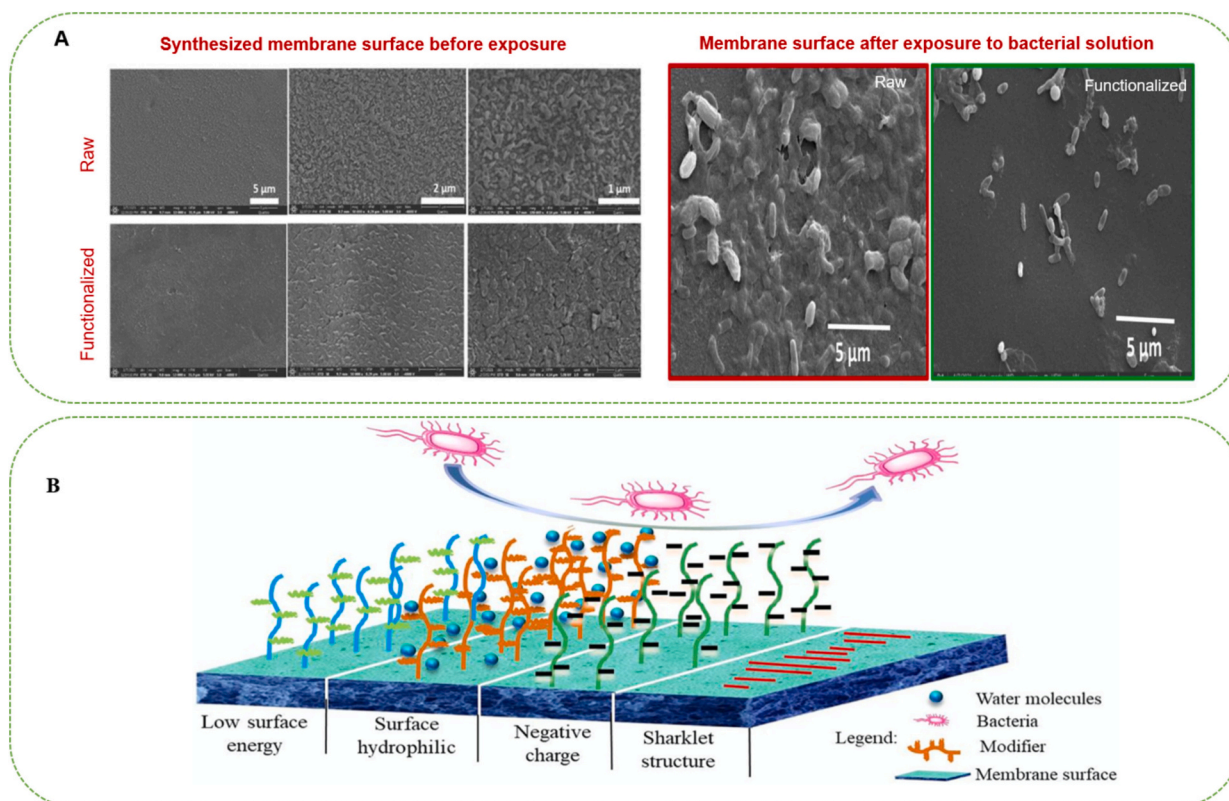 A
Synthesized membrane surface before exposure
Membrane surface after exposure to bacterial solution
Raw
5 µm
2 µm
1 µm
Functionalized
Raw
5 µm
Functionalized
5 µm
B
Low surface
energy
Surface
hydrophilic
Negative
charge
Sharklet
structure
Legend:
Water molecules
Bacteria
Modifier
Membrane surface